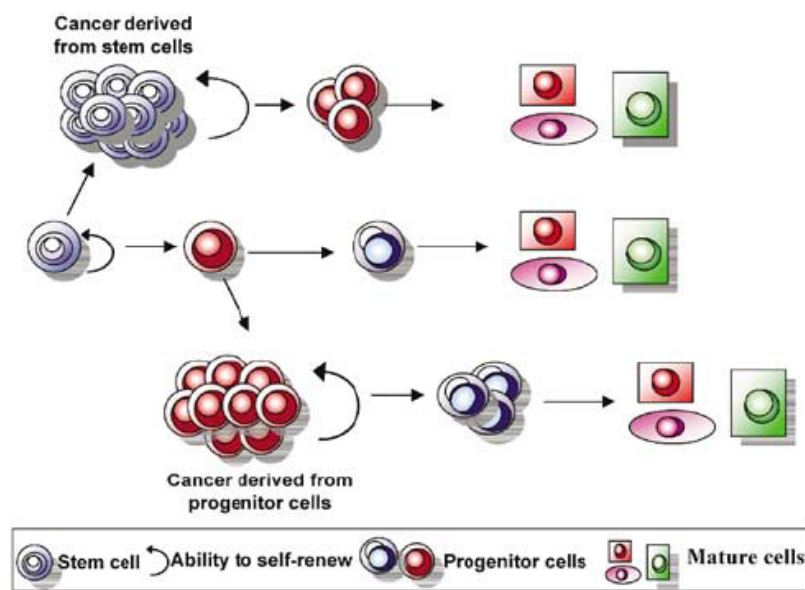 Cancer derived
from stem cells
Cancer derived from
progenitor cells
Stem cell Ability to self-renew Progenitor cells Mature cells